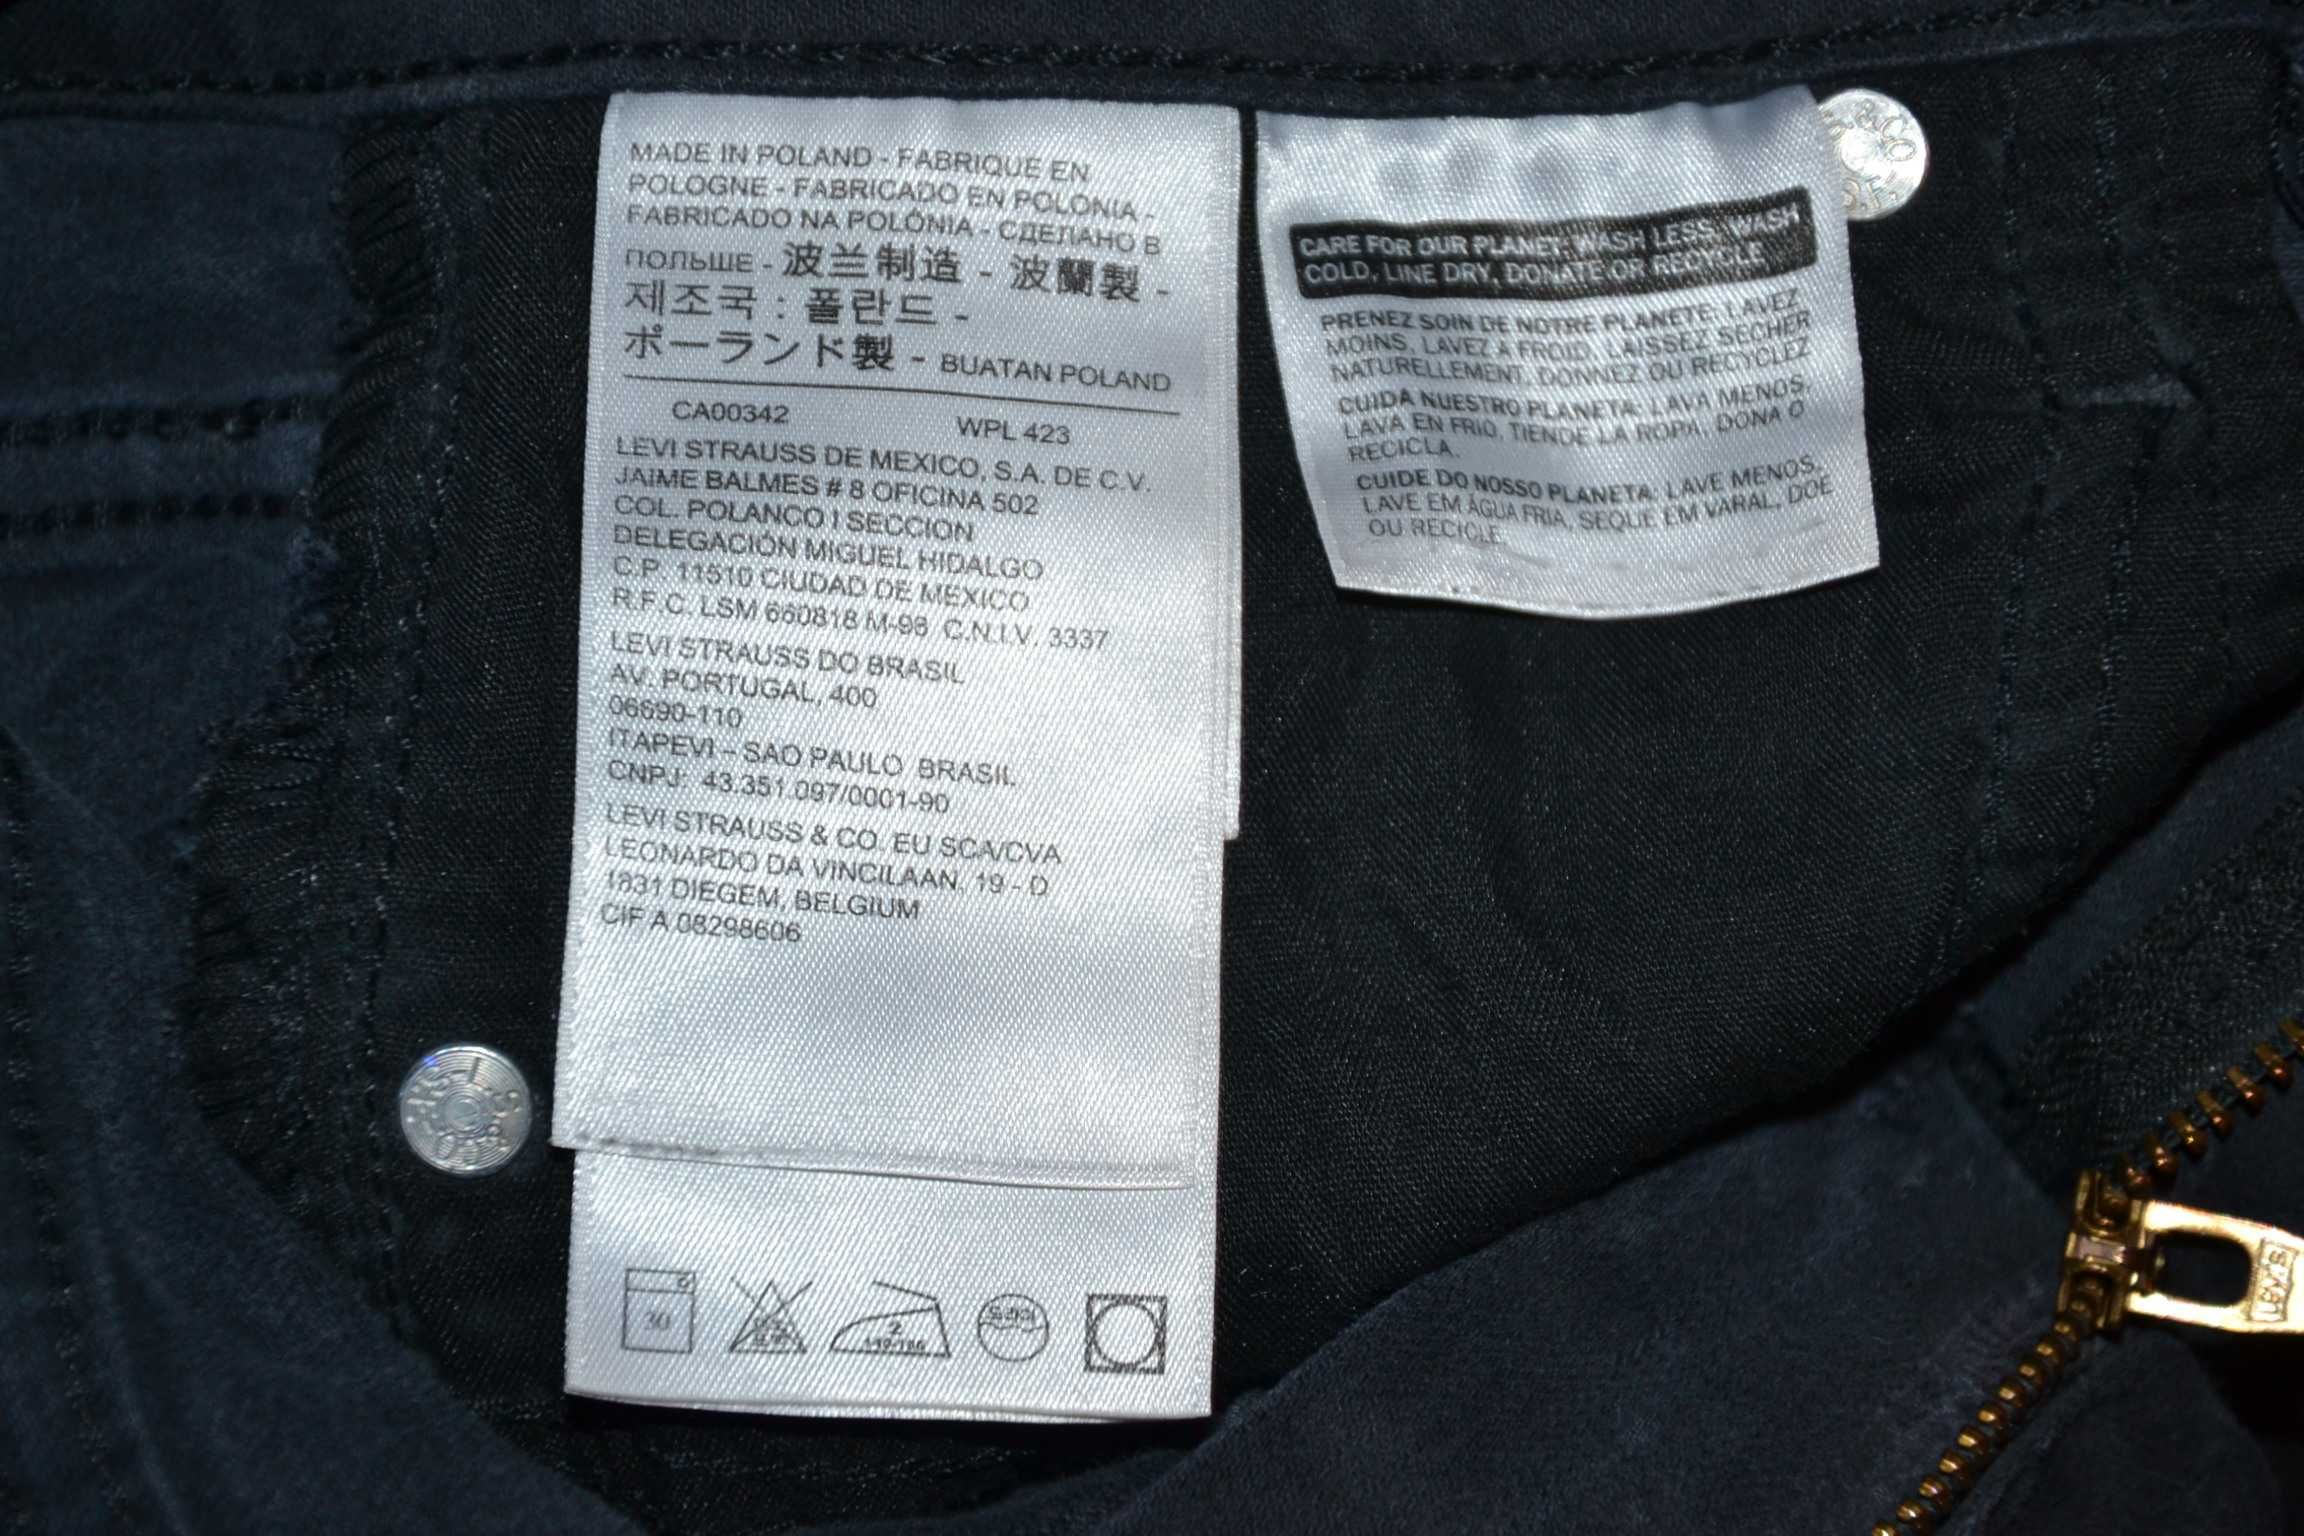 MADE IN POLAND - FABRIQUE EN
POLOGNE - FABRICADO EN POLONIA -
FABRICADO NA POLÓNIA - СДЕЛАНО В
ПОЛЬШЕ - 波兰制造 - 波蘭製 -
제조국 : 폴란드 -
ポーランド製 - BUATAN POLAND
CA00342 WPL 423
LEVI STRAUSS DE MEXICO, S.A. DE C.V.
JAIME BALMES # 8 OFICINA 502
COL. POLANCO I SECCION
DELEGACIÓN MIGUEL HIDALGO
C.P. 11510 CIUDAD DE MEXICO
R.F.C. LSM 660818 M-98 C.N.I.V. 3337
LEVI STRAUSS DO BRASIL
AV. PORTUGAL, 400
06690-110
ITAPEVI – SAO PAULO BRASIL
CNPJ: 43.351.097/0001-90
LEVI STRAUSS & CO. EU SCA/CVA
LEONARDO DA VINCILAAN, 19 - D
1831 DIEGEM, BELGIUM
CIF A 08298606
30
2
CARE FOR OUR PLANET: WASH LESS, WASH
COLD, LINE DRY, DONATE OR RECYCLE
PRENEZ SOIN DE NOTRE PLANETE: LAVEZ
MOINS, LAVEZ A FROID, LAISSEZ SECHER
NATURELLEMENT, DONNEZ OU RECYCLEZ
CUIDA NUESTRO PLANETA: LAVA MENOS,
LAVA EN FRIO, TIENDE LA ROPA, DONA O
RECICLA.
CUIDE DO NOSSO PLANETA: LAVE MENOS,
LAVE EM ÁGUA FRIA, SEQUE EM VARAL, DOE
OU RECICLE.
LEVI'S